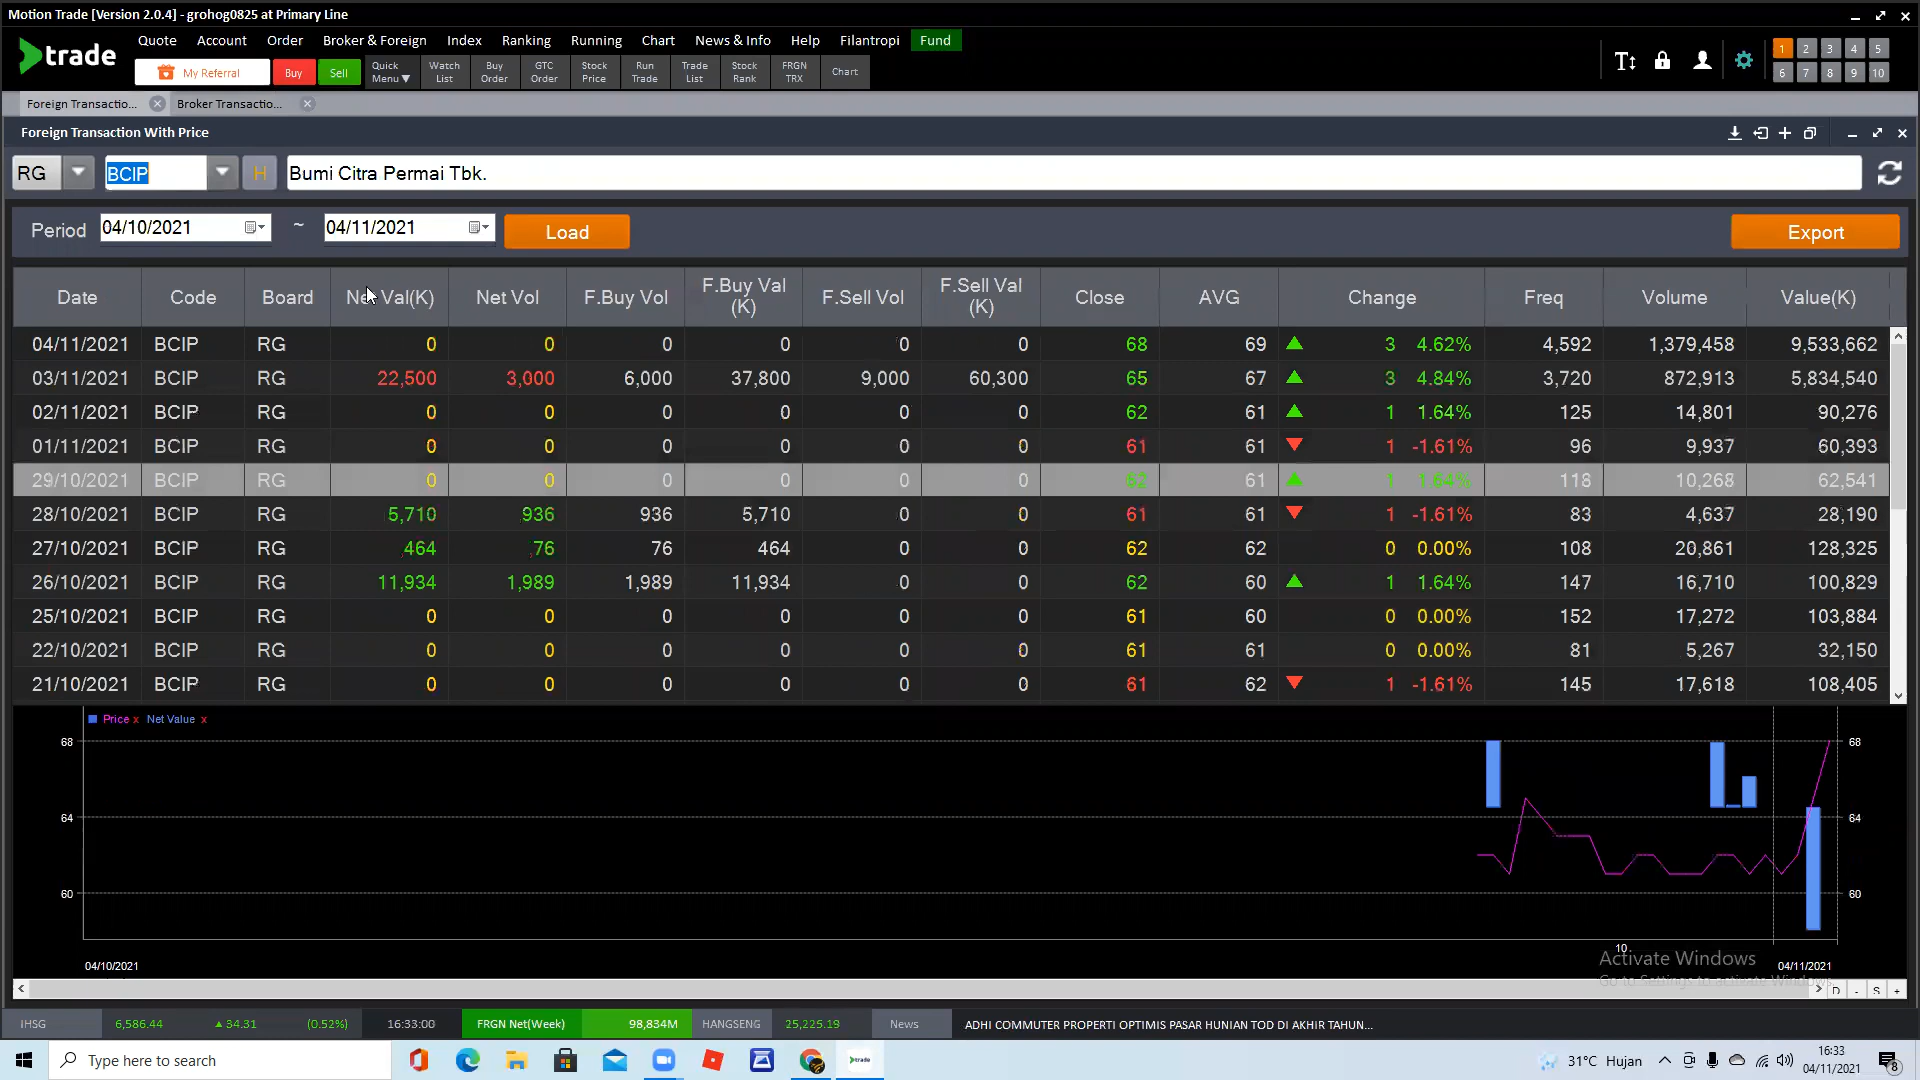 Motion Trade [Version 2.0.4] - grohog0825 at Primary Line
trade
Quote Account Order Broker & Foreign Index Ranking Running Chart News & Info Help Filantropi Fund
My Referral Buy Sell Quick Menu▼ Watch List Buy Order GTC Order Stock Price Run Trade Trade List Stock Rank FRGN TRX Chart
1 2 3 4 5
6 7 8 9 10
Foreign Transactio... Broker Transactio...
Foreign Transaction With Price
RG BCIP H Bumi Citra Permai Tbk.
Period 04/10/2021 ~ 04/11/2021 Load Export
Date Code Board Net Val(K) Net Vol F.Buy Vol F.Buy Val (K) F.Sell Vol F.Sell Val (K) Close AVG Change Freq Volume Value(K)
04/11/2021 BCIP RG 0 0 0 0 0 0 68 69 3 4.62% 4,592 1,379,458 9,533,662
03/11/2021 BCIP RG 22,500 3,000 6,000 37,800 9,000 60,300 65 67 3 4.84% 3,720 872,913 5,834,540
02/11/2021 BCIP RG 0 0 0 0 0 0 62 61 1 1.64% 125 14,801 90,276
01/11/2021 BCIP RG 0 0 0 0 0 0 61 61 1 -1.61% 96 9,937 60,393
29/10/2021 BCIP RG 0 0 0 0 0 0 62 61 1 1.64% 118 10,268 62,541
28/10/2021 BCIP RG 5,710 936 936 5,710 0 0 61 61 1 -1.61% 83 4,637 28,190
27/10/2021 BCIP RG 464 76 76 464 0 0 62 62 0 0.00% 108 20,861 128,325
26/10/2021 BCIP RG 11,934 1,989 1,989 11,934 0 0 62 60 1 1.64% 147 16,710 100,829
25/10/2021 BCIP RG 0 0 0 0 0 0 61 60 0 0.00% 152 17,272 103,884
22/10/2021 BCIP RG 0 0 0 0 0 0 61 61 0 0.00% 81 5,267 32,150
21/10/2021 BCIP RG 0 0 0 0 0 0 61 62 1 -1.61% 145 17,618 108,405
Price x Net Value x
68 68
64 64
60 60
10
04/10/2021 04/11/2021
Activate Windows
Go to Settings to activate Windows.
D - S +
IHSG 6,586.44 ▲34.31 (0.52%) 16:33:00 FRGN Net(Week) 98,834M HANGSENG 25,225.19 News ADHI COMMUTER PROPERTI OPTIMIS PASAR HUNIAN TOD DI AKHIR TAHUN...
Type here to search trade 31°C Hujan 16:33
04/11/2021 8